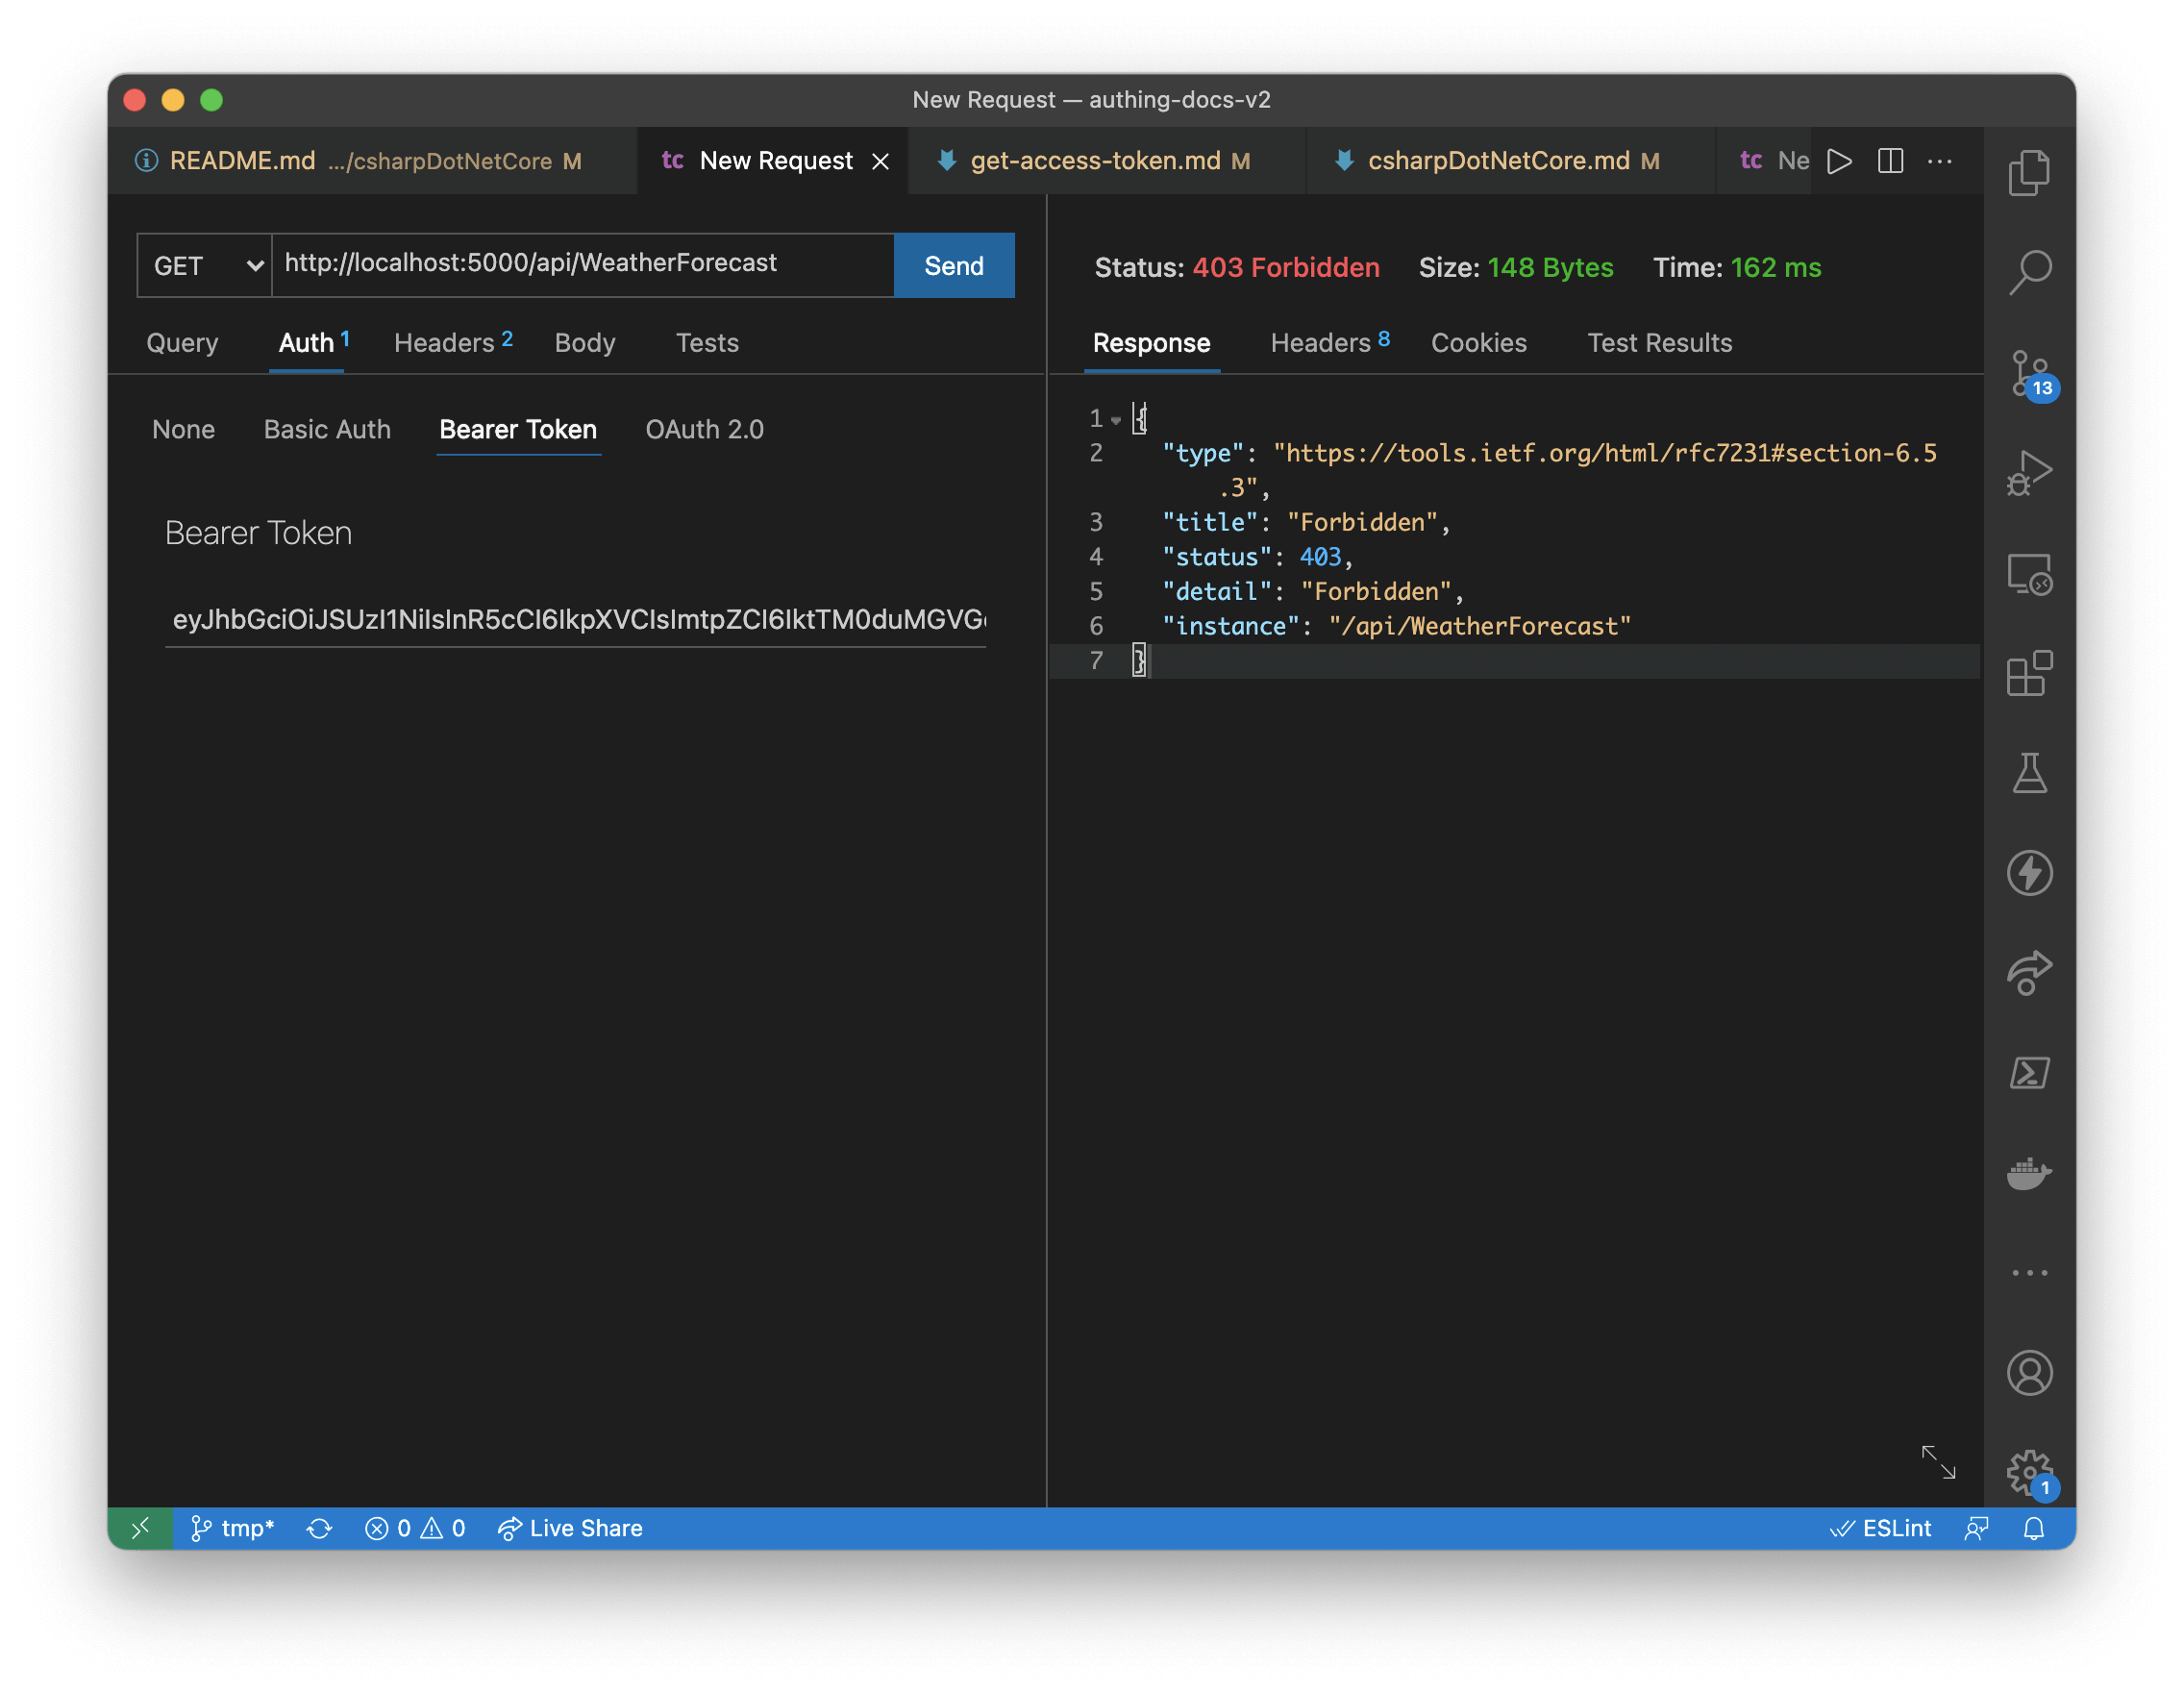 New Request — authing-docs-v2
README.md .../csharpDotNetCore M
tc New Request
get-access-token.md M
csharpDotNetCore.md M
tc Ne
GET http://localhost:5000/api/WeatherForecast Send
Status: 403 Forbidden Size: 148 Bytes Time: 162 ms
Query Auth 1 Headers 2 Body Tests
Response Headers 8 Cookies Test Results
13
None Basic Auth Bearer Token OAuth 2.0
Bearer Token
eyJhbGciOiJSUzI1NiIsInR5cCI6IkpXVCIsImtpZCI6IktTM0duMGVG
1 {
2 "type": "https://tools.ietf.org/html/rfc7231#section-6.5
.3",
3 "title": "Forbidden",
4 "status": 403,
5 "detail": "Forbidden",
6 "instance": "/api/WeatherForecast"
7 }
1
tmp* 0 0 Live Share
ESLint